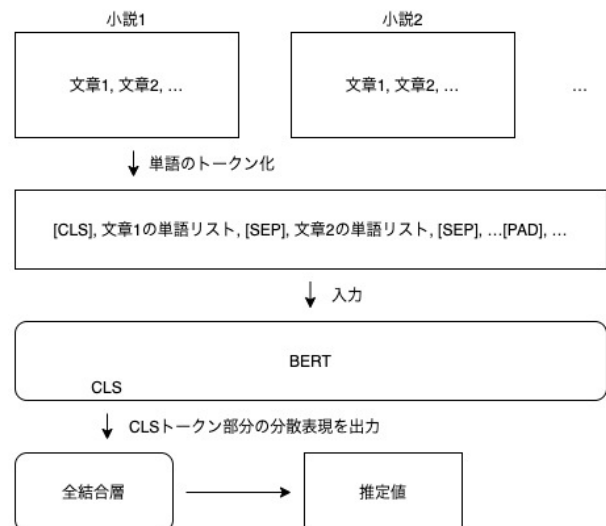 小説1
小説2
文章1, 文章2, …
文章1, 文章2, …
…
単語のトークン化
[CLS], 文章1の単語リスト, [SEP], 文章2の単語リスト, [SEP], …[PAD], …
入力
BERT
CLS
CLSトークン部分の分散表現を出力
全結合層
推定値